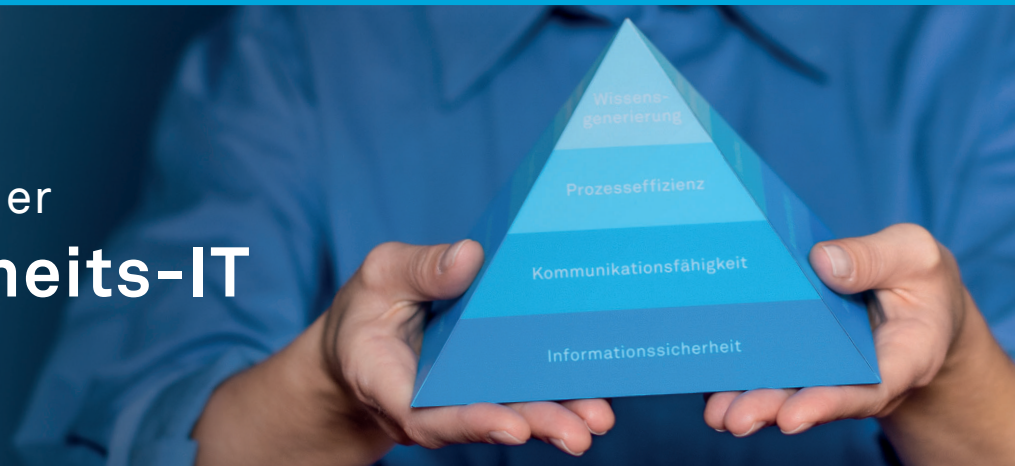 er
heits-IT
Wissens-
generierung
Prozesseffizienz
Kommunikationsfähigkeit
Informationssicherheit